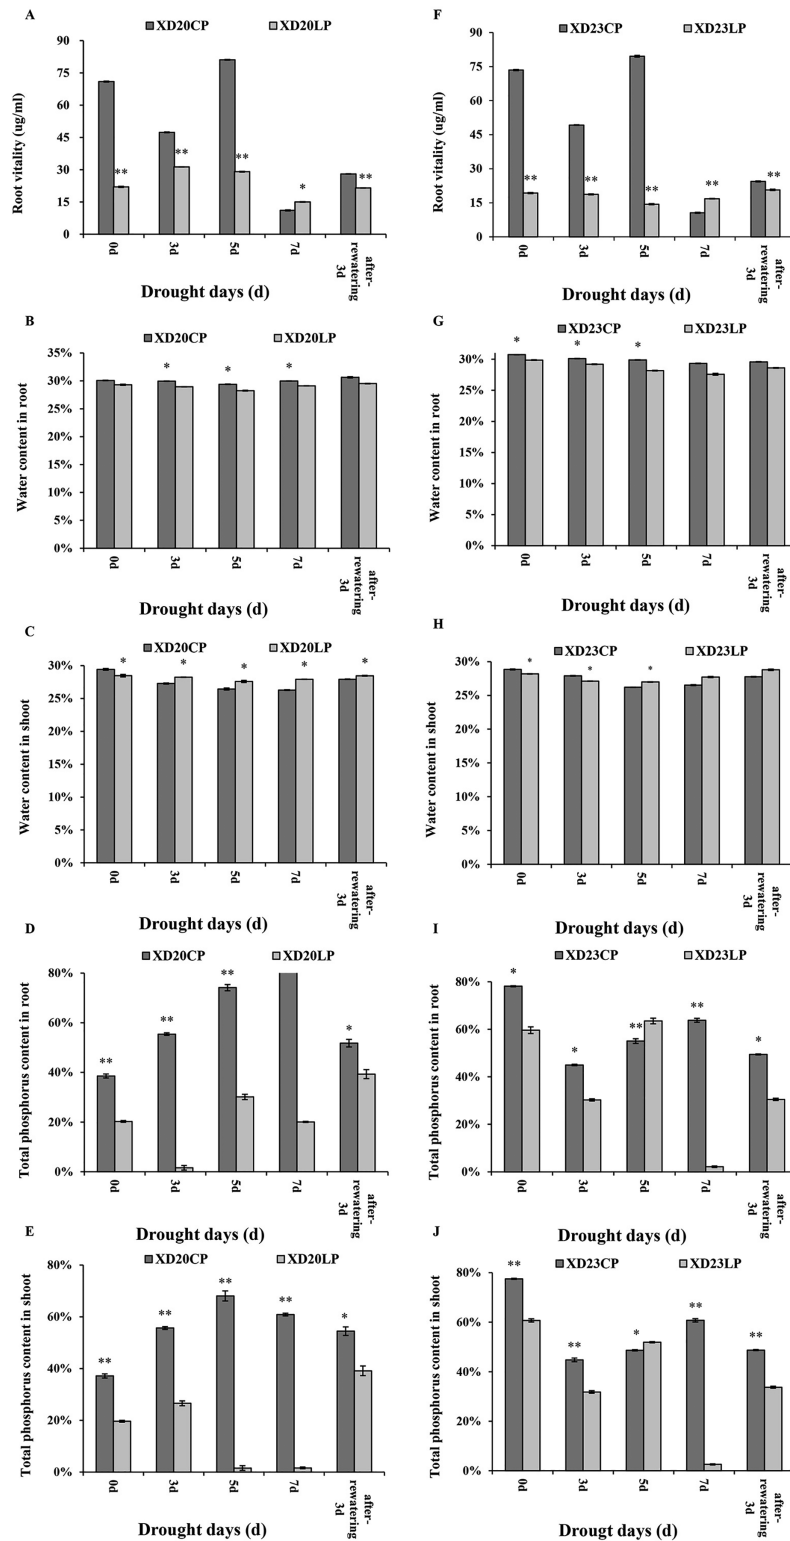 A
XD20CP XD20LP
Root vitality (ug/ml)
90
75
60
45
30
15
0
** ** ** * **
0d 3d 5d 7d after-rewatering 3d
Drought days (d)
F
XD23CP XD23LP
Root vitality (ug/ml)
90
75
60
45
30
15
0
** ** ** ** **
0d 3d 5d 7d after-rewatering 3d
Drought days (d)
B
XD20CP XD20LP
Water content in root
35%
30%
25%
20%
15%
10%
5%
0%
* * *
0d 3d 5d 7d after-rewatering 3d
Drought days (d)
G
XD23CP XD23LP
Water content in root
30%
25%
20%
15%
10%
5%
0%
* * *
0d 3d 5d 7d after-rewatering 3d
Drought days (d)
C
XD20CP XD20LP
Water content in shoot
30%
25%
20%
15%
10%
5%
0%
* * * * *
0d 3d 5d 7d after-rewatering 3d
Drought days (d)
H
XD23CP XD23LP
Water content in shoot
30%
25%
20%
15%
10%
5%
0%
* * *
0d 3d 5d 7d after-rewatering 3d
Drought days (d)
D
XD20CP XD20LP
Total phosphorus content in root
80%
60%
40%
20%
0%
** ** ** *
0d 3d 5d 7d after-rewatering 3d
Drought days (d)
I
XD23CP XD23LP
Total phosphorus content in root
80%
60%
40%
20%
0%
* * ** ** *
0d 3d 5d 7d after-rewatering 3d
Drought days (d)
E
XD20CP XD20LP
Total phosphorus content in shoot
80%
60%
40%
20%
0%
** ** ** ** *
0d 3d 5d 7d after-rewatering 3d
Drought days (d)
J
XD23CP XD23LP
Total phosphorus content in shoot
80%
60%
40%
20%
0%
** ** * ** **
0d 3d 5d 7d after-rewatering 3d
Drougt days (d)